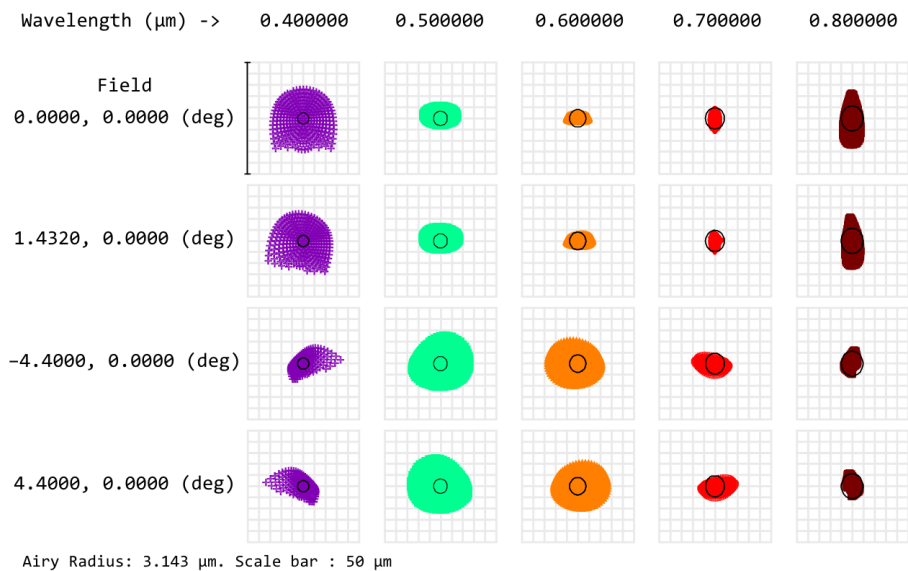 Wavelength (µm) -> 0.400000 0.500000 0.600000 0.700000 0.800000
Field
0.0000, 0.0000 (deg)
1.4320, 0.0000 (deg)
−4.4000, 0.0000 (deg)
4.4000, 0.0000 (deg)
Airy Radius: 3.143 µm. Scale bar : 50 µm